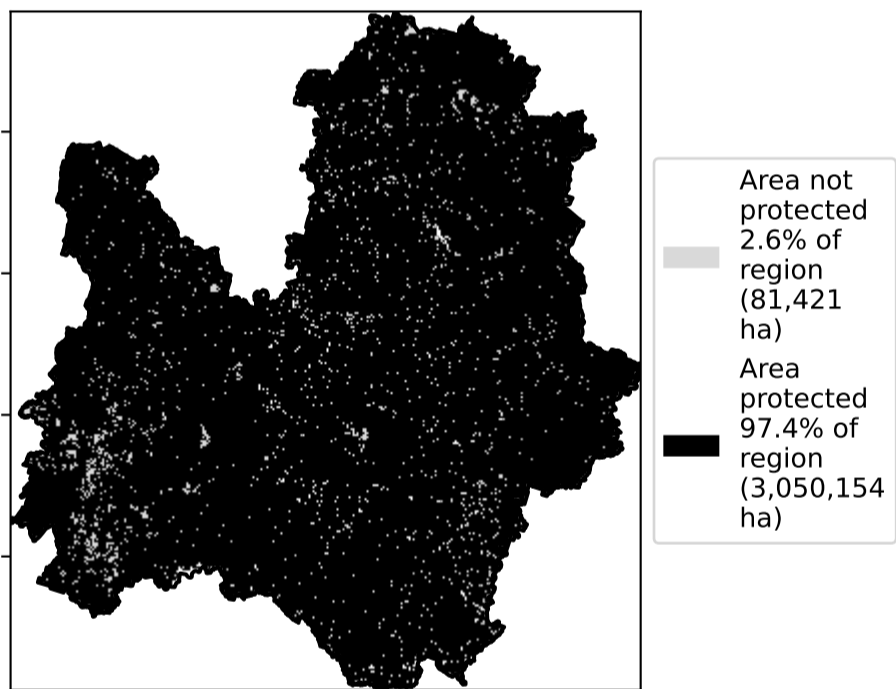 Area not
protected
2.6% of
region
(81,421
ha)
Area
protected
97.4% of
region
(3,050,154
ha)